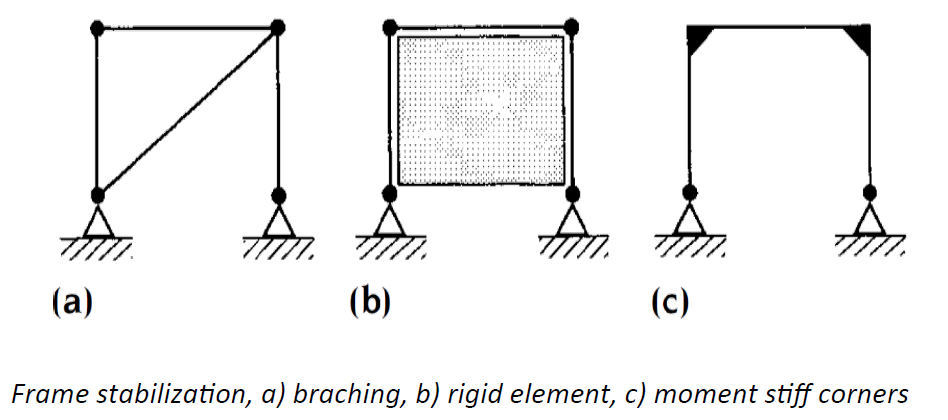 (a) (b) (c)
Frame stabilization, a) braching, b) rigid element, c) moment stiff corners